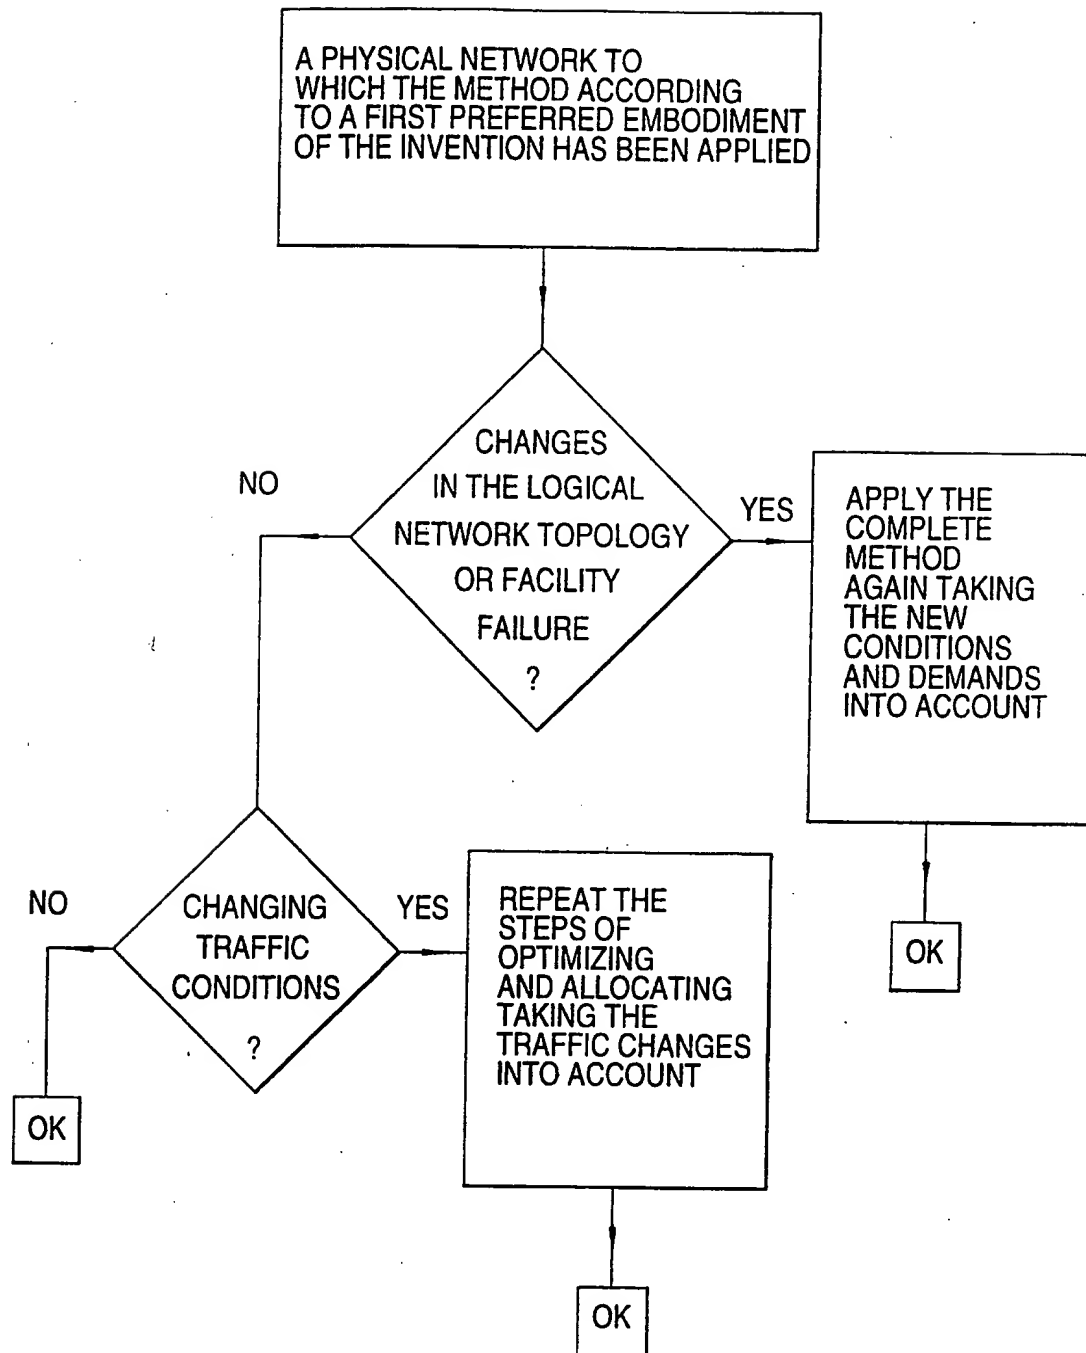 A PHYSICAL NETWORK TO
WHICH THE METHOD ACCORDING
TO A FIRST PREFERRED EMBODIMENT
OF THE INVENTION HAS BEEN APPLIED
CHANGES
IN THE LOGICAL
NETWORK TOPOLOGY
OR FACILITY
FAILURE
?
NO
YES
APPLY THE
COMPLETE
METHOD
AGAIN TAKING
THE NEW
CONDITIONS
AND DEMANDS
INTO ACCOUNT
OK
CHANGING
TRAFFIC
CONDITIONS
?
NO
YES
REPEAT THE
STEPS OF
OPTIMIZING
AND ALLOCATING
TAKING THE
TRAFFIC CHANGES
INTO ACCOUNT
OK
OK